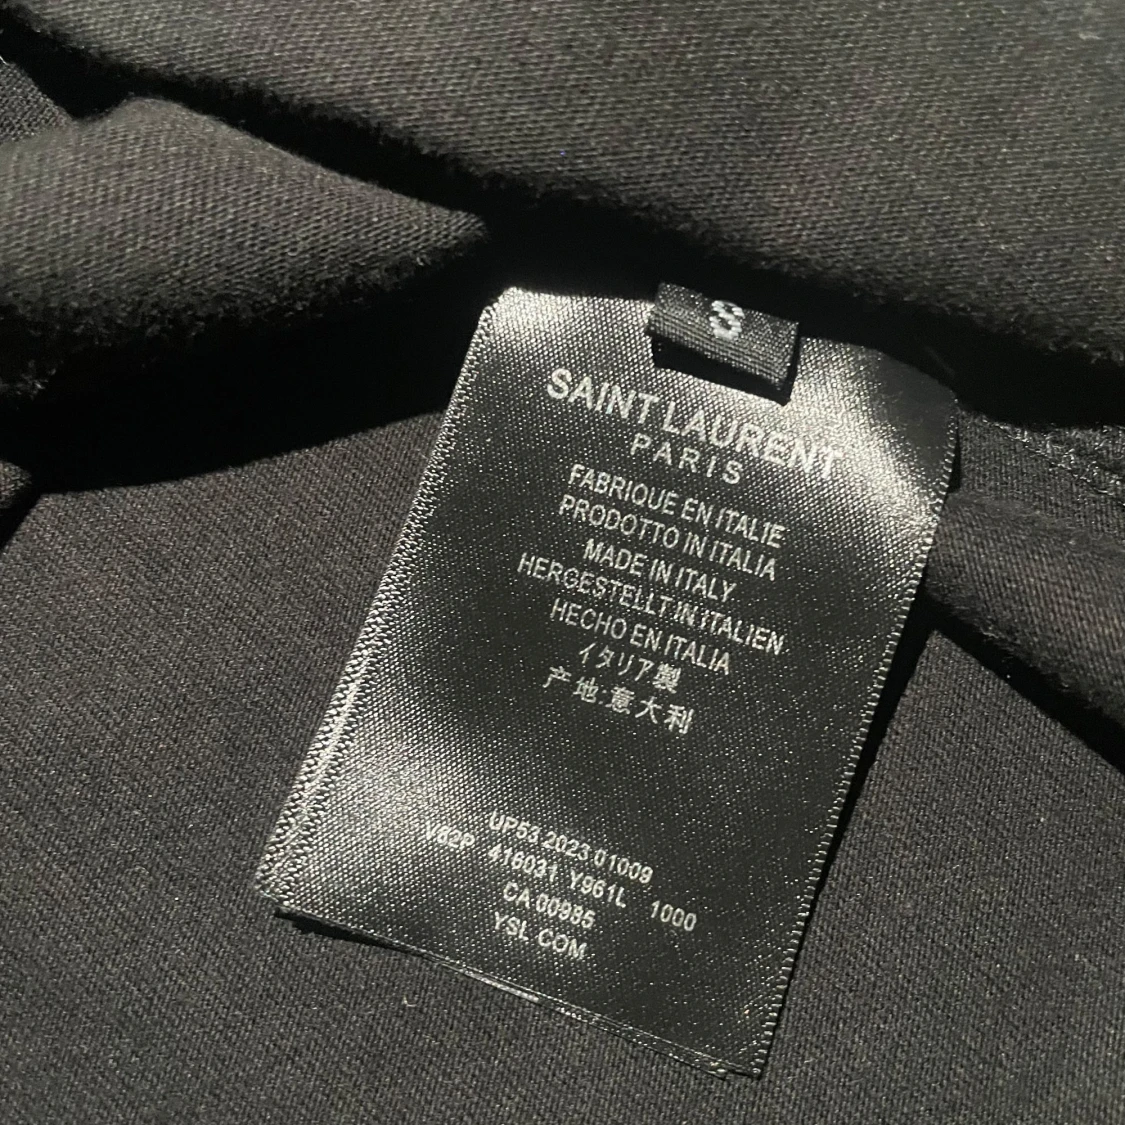 S
SAINT LAURENT
PARIS
FABRIQUE EN ITALIE
PRODOTTO IN ITALIA
MADE IN ITALY
HERGESTELLT IN ITALIEN
HECHO EN ITALIA
イタリア製
产地:意大利
UP53 2023 01009
V62P 416031 Y961L 1000
CA 00985
YSL.COM